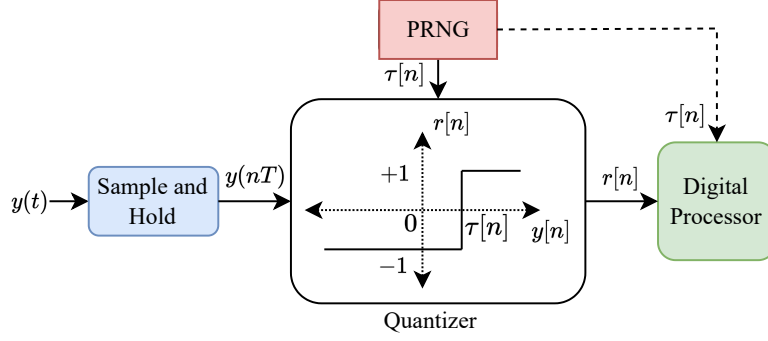 PRNG
τ[n]
τ[n]
r[n]
y(t)
Sample and
Hold
y(nT)
+1
0
τ[n]
y[n]
−1
r[n]
Digital
Processor
Quantizer